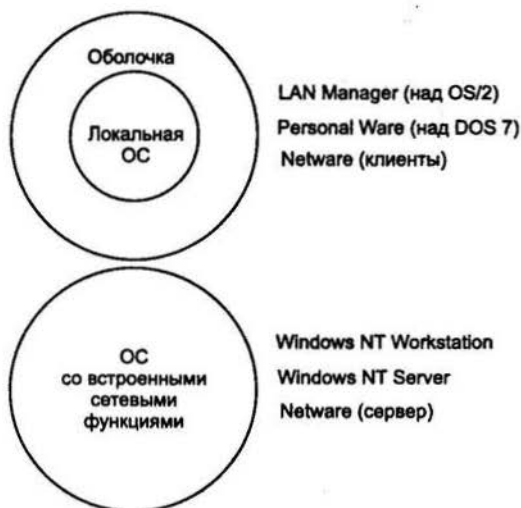 Оболочка
Локальная
ОС
LAN Manager (над OS/2)
Personal Ware (над DOS 7)
Netware (клиенты)
ОС
со встроенными
сетевыми
функциями
Windows NT Workstation
Windows NT Server
Netware (сервер)